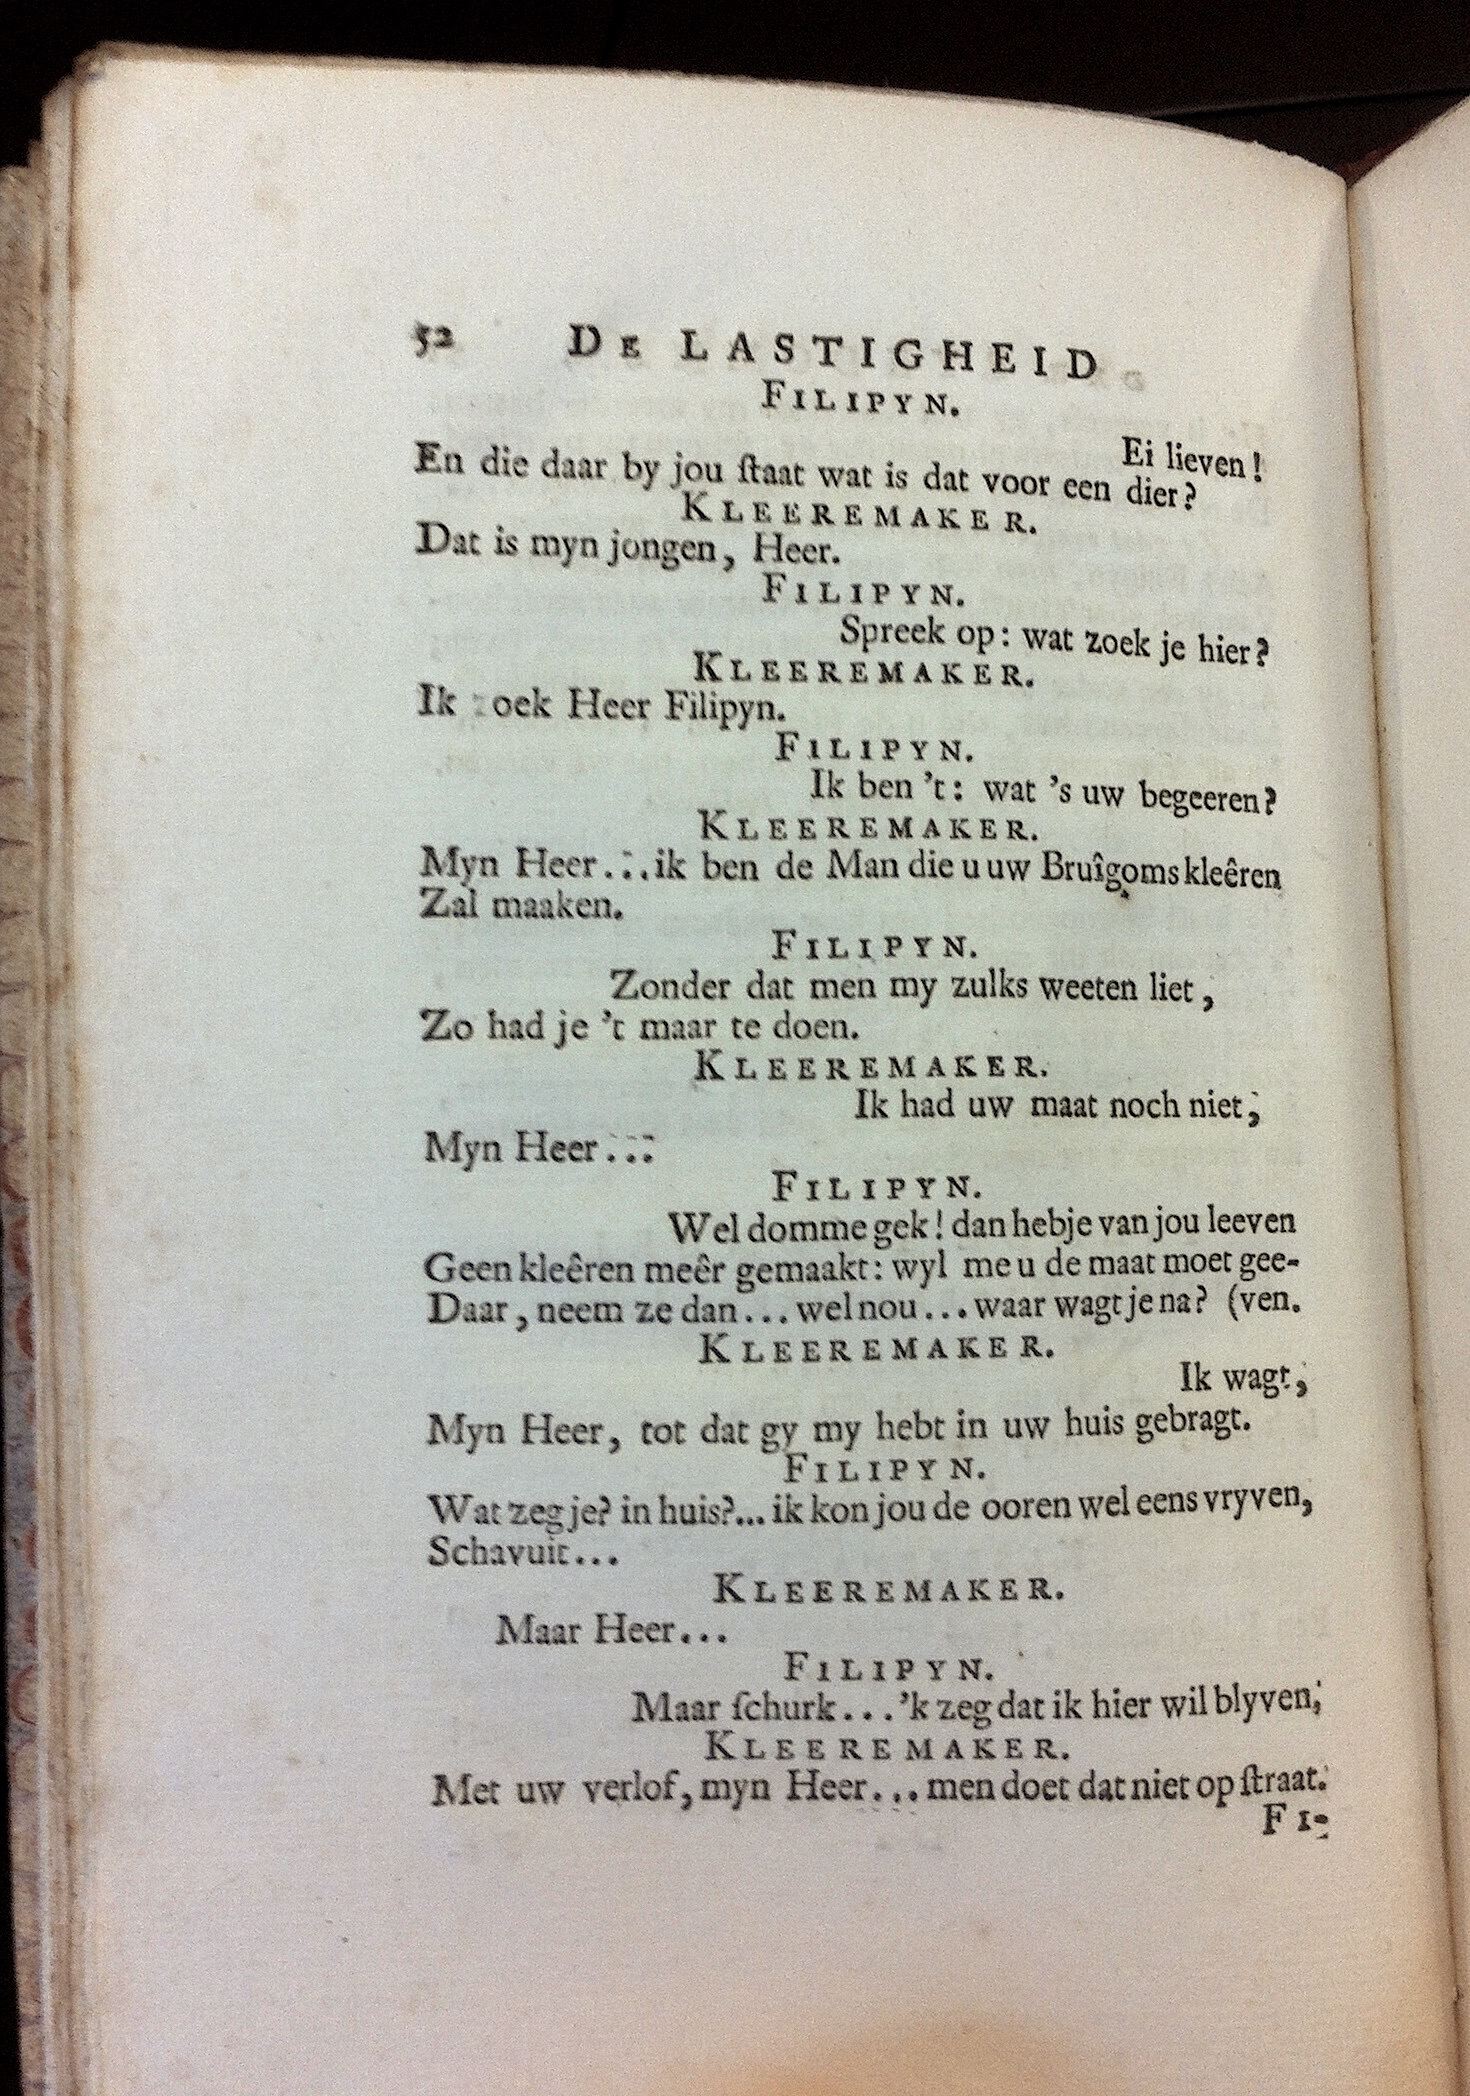 52 DE LASTIGHEID
FILIPYN.
Ei lieven!
En die daar by jou ſtaat wat is dat voor een dier?
KLEEREMAKER.
Dat is myn jongen, Heer.
FILIPYN.
Spreek op: wat zoek je hier?
KLEEREMAKER.
Ik zoek Heer Filipyn.
FILIPYN.
Ik ben 't: wat 's uw begeeren?
KLEEREMAKER.
Myn Heer...ik ben de Man die u uw Bruîgoms kleêren
Zal maaken.
FILIPYN.
Zonder dat men my zulks weeten liet,
Zo had je 't maar te doen.
KLEEREMAKER.
Ik had uw maat noch niet,
Myn Heer...
FILIPYN.
Wel domme gek! dan hebje van jou leeven
Geen kleêren meêr gemaakt: wyl me u de maat moet gee-
Daar, neem ze dan... wel nou... waar wagt je na? (ven.
KLEEREMAKER.
Ik wagt,
Myn Heer, tot dat gy my hebt in uw huis gebragt.
FILIPYN.
Wat zeg je? in huis?... ik kon jou de ooren wel eens vryven,
Schavuit...
KLEEREMAKER.
Maar Heer...
FILIPYN.
Maar ſchurk...'k zeg dat ik hier wil blyven,
KLEEREMAKER.
Met uw verlof, myn Heer... men doet dat niet op ſtraat.
FI-